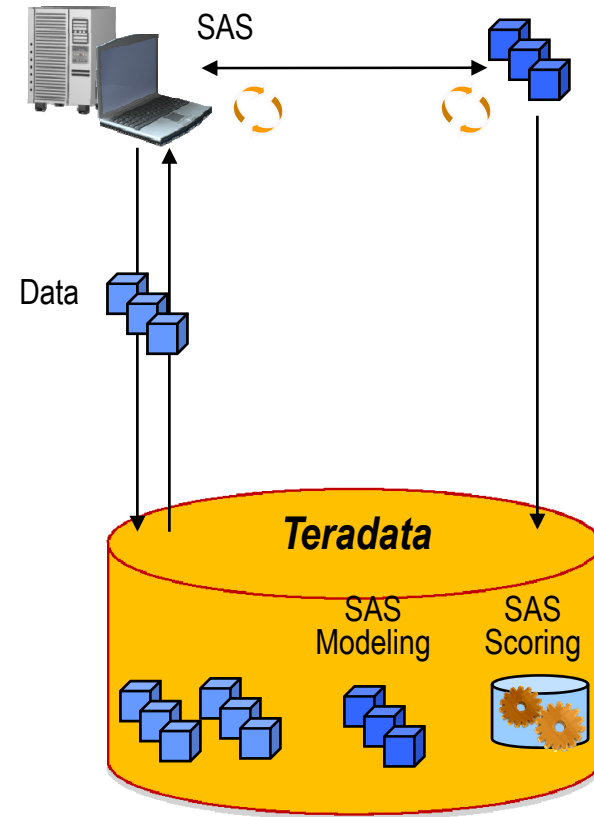 SAS
Data
Teradata
SAS
Modeling
SAS
Scoring